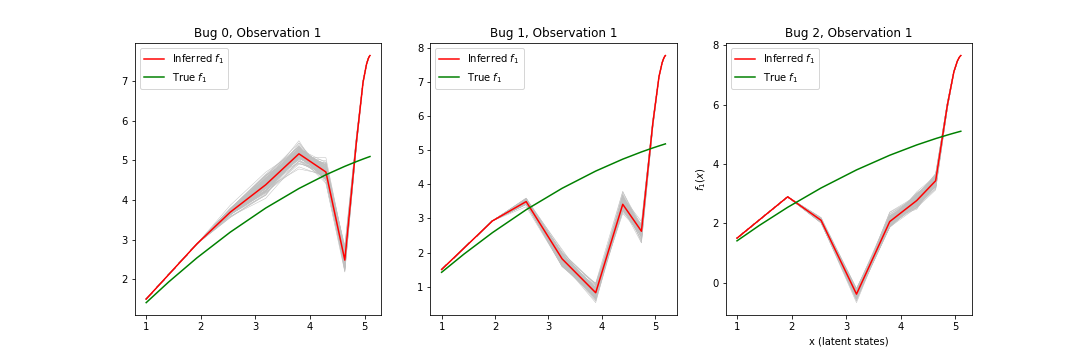 Bug 0, Observation 1
Inferred f₁
True f₁
7
6
5
4
3
2
1 2 3 4 5
Bug 1, Observation 1
Inferred f₁
True f₁
8
7
6
5
4
3
2
1
1 2 3 4 5
Bug 2, Observation 1
Inferred f₁
True f₁
f₁(x)
8
6
4
2
0
1 2 3 4 5
x (latent states)